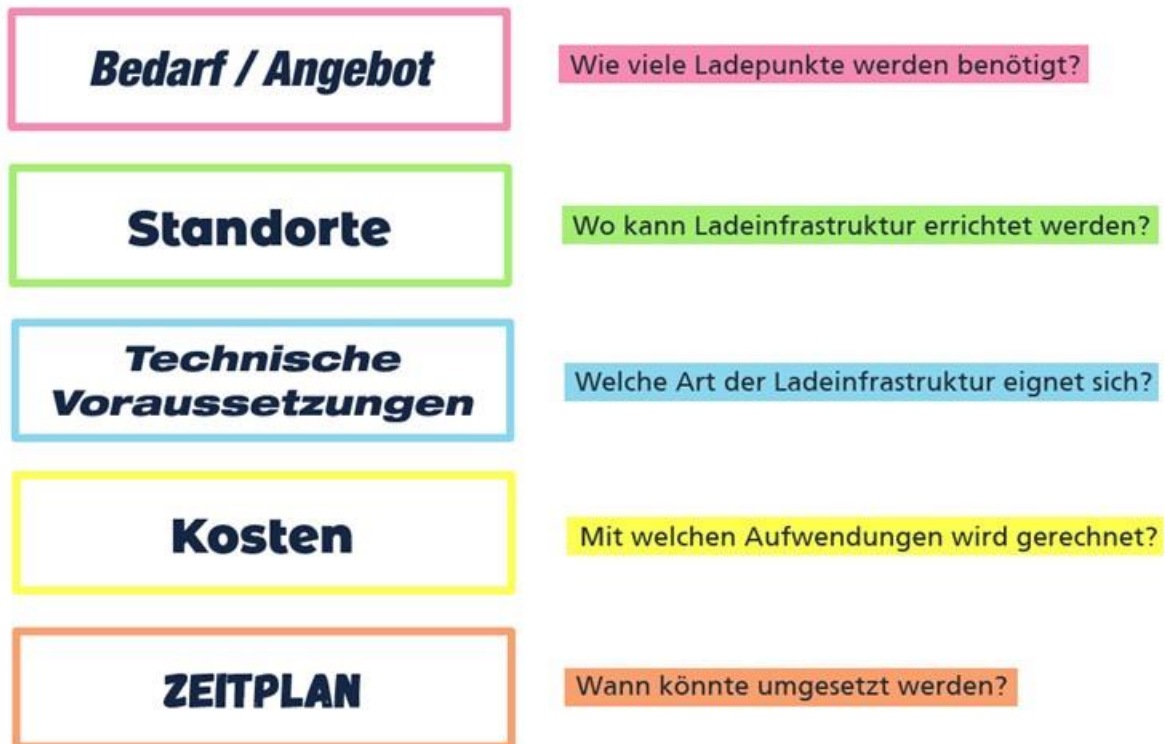 Bedarf / Angebot
Wie viele Ladepunkte werden benötigt?
Standorte
Wo kann Ladeinfrastruktur errichtet werden?
Technische
Voraussetzungen
Welche Art der Ladeinfrastruktur eignet sich?
Kosten
Mit welchen Aufwendungen wird gerechnet?
ZEITPLAN
Wann könnte umgesetzt werden?